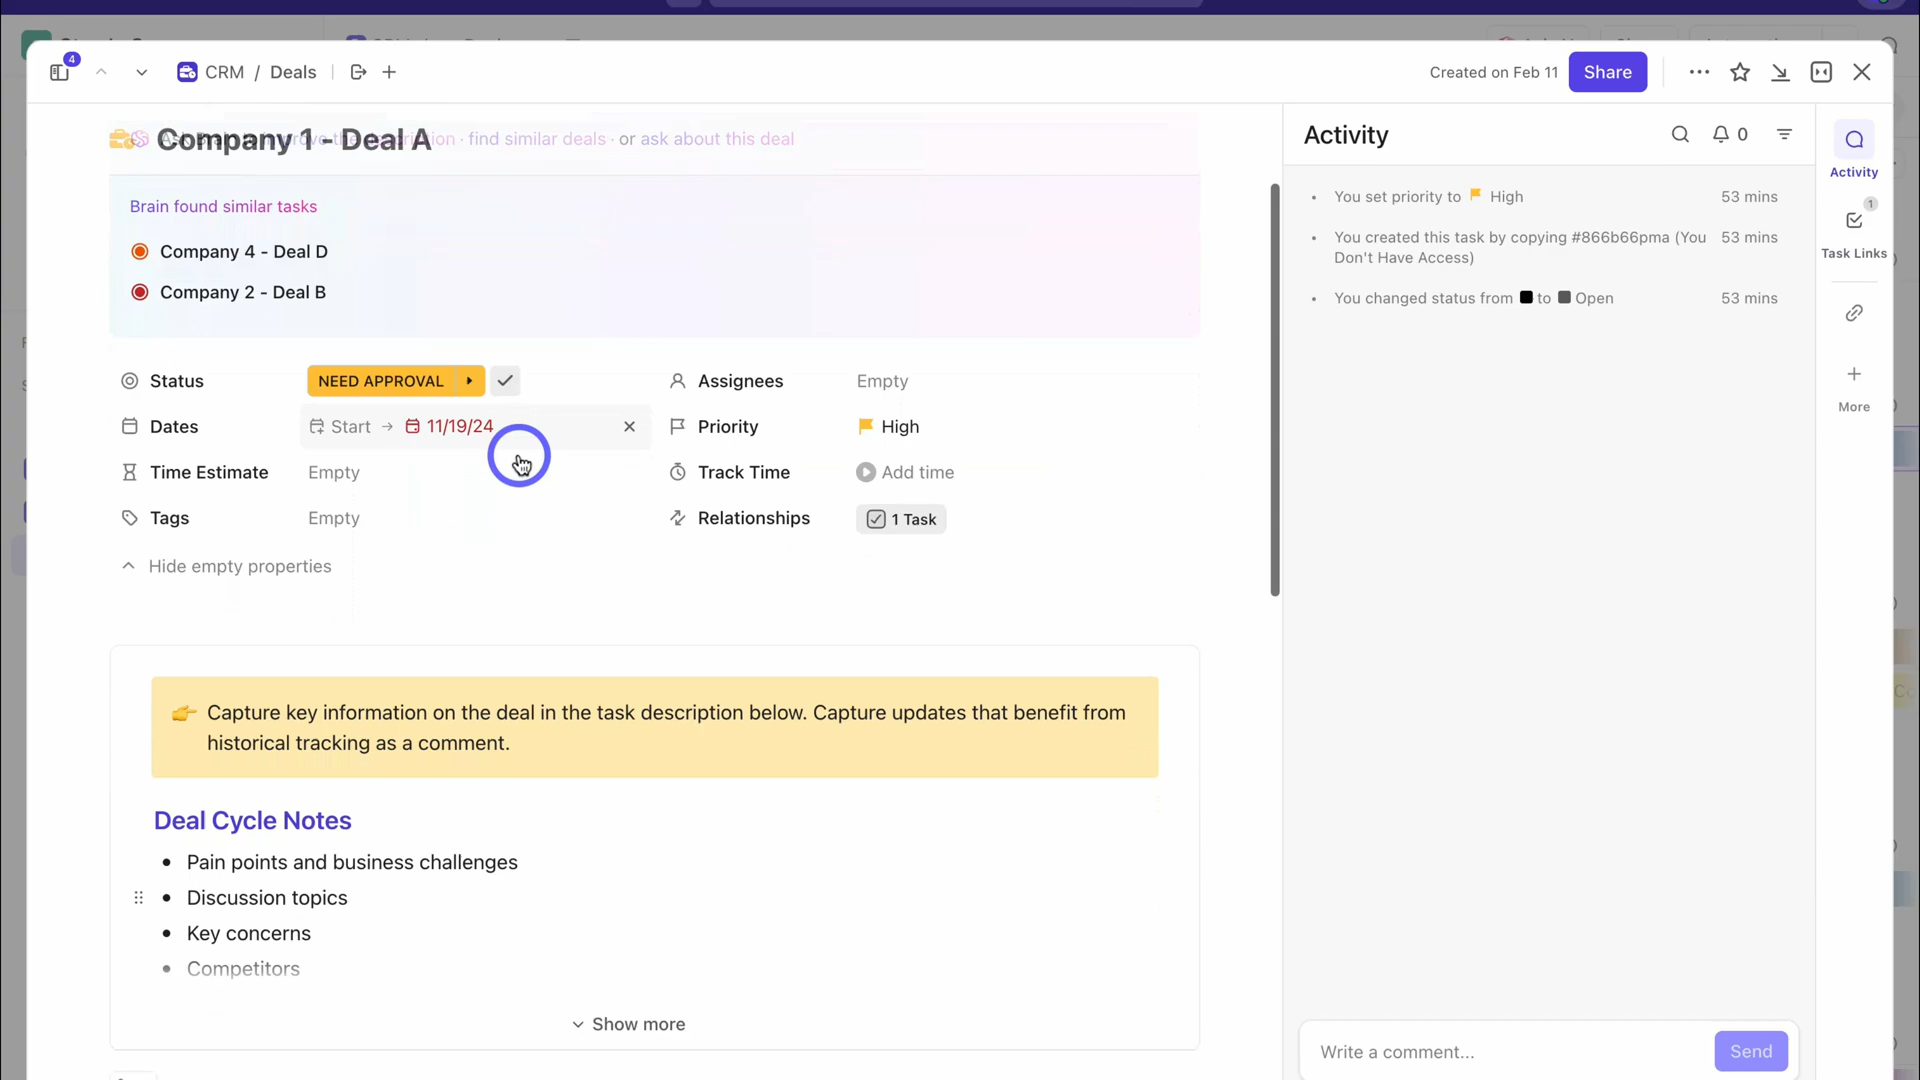 4
CRM / Deals
Created on Feb 11
Share
Company 1 - Deal A
find similar deals · or ask about this deal
Brain found similar tasks
Company 4 - Deal D
Company 2 - Deal B
Status
NEED APPROVAL
Assignees
Empty
Dates
Start → 11/19/24
Priority
High
Time Estimate
Empty
Track Time
Add time
Tags
Empty
Relationships
1 Task
Hide empty properties
👉 Capture key information on the deal in the task description below. Capture updates that benefit from
historical tracking as a comment.
Deal Cycle Notes
• Pain points and business challenges
• Discussion topics
• Key concerns
• Competitors
Show more
Activity
0
• You set priority to High 53 mins
• You created this task by copying #866b66pma (You 53 mins
Don't Have Access)
• You changed status from to Open 53 mins
Write a comment...
Send
Activity
1
Task Links
More